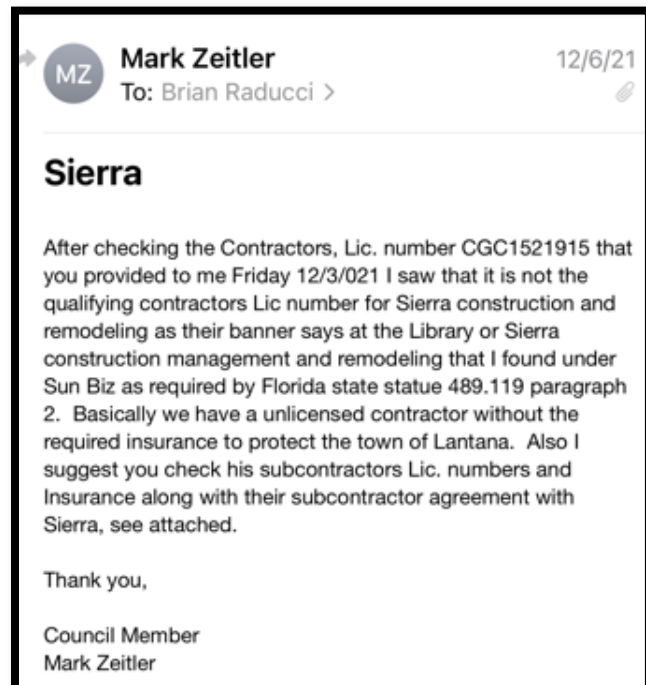 MZ
Mark Zeitler
12/6/21
To: Brian Raducci >
Sierra
After checking the Contractors, Lic. number CGC1521915 that
you provided to me Friday 12/3/021 I saw that it is not the
qualifying contractors Lic number for Sierra construction and
remodeling as their banner says at the Library or Sierra
construction management and remodeling that I found under
Sun Biz as required by Florida state statue 489.119 paragraph
2.  Basically we have a unlicensed contractor without the
required insurance to protect the town of Lantana.  Also I
suggest you check his subcontractors Lic. numbers and
Insurance along with their subcontractor agreement with
Sierra, see attached.
Thank you,
Council Member
Mark Zeitler